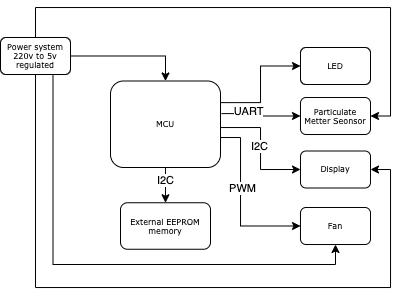 Power system
220v to 5v
regulated
LED
UART
Particulate
Metter Seonsor
MCU
I2C
Display
I2C
PWM
External EEPROM
memory
Fan